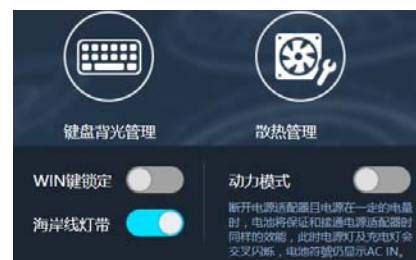 键盘背光管理
散热管理
WIN键锁定
动力模式
断开电源适配器且电源在一定的电量
时，电池将保证和接通电源适配器时
同样的效能，此时电源灯及充电灯会
交叉闪断，电池符號仍显示AC IN。
海岸线灯带